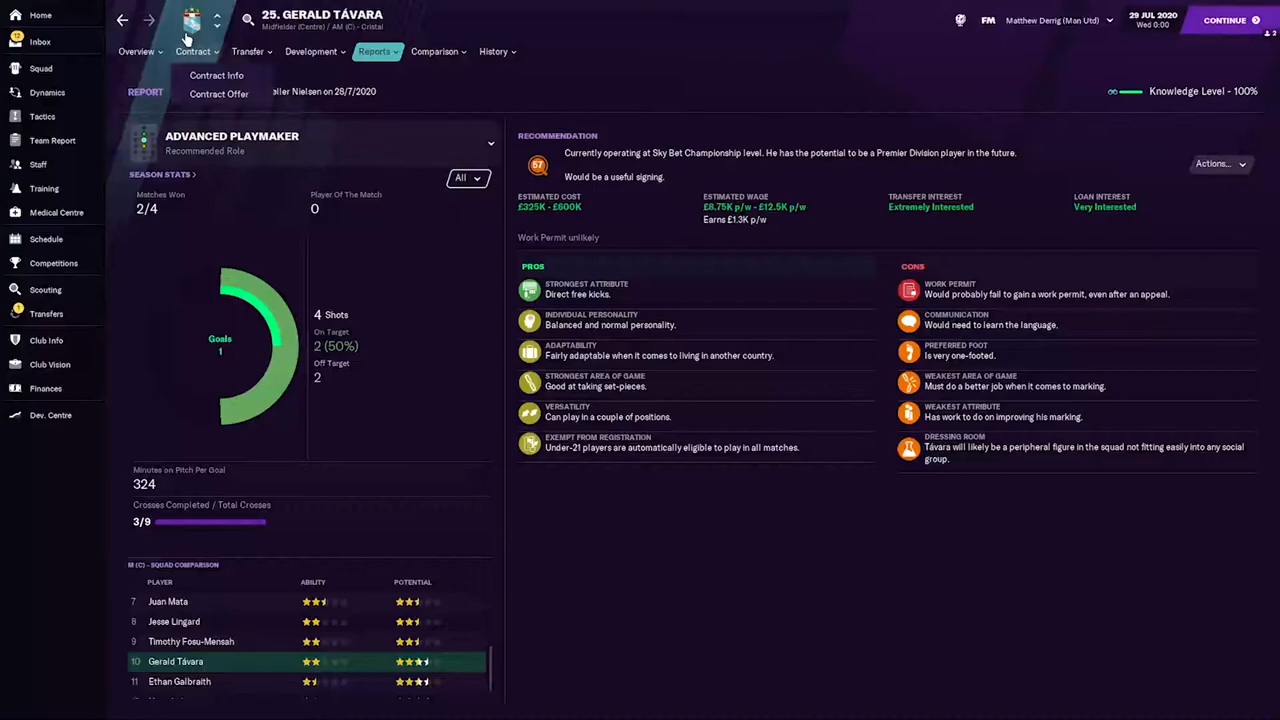 Home
12
Inbox
Squad
Dynamics
Tactics
Team Report
Staff
Training
Medical Centre
Schedule
Competitions
Scouting
1
Transfers
Club Info
Club Vision
Finances
Dev. Centre
25. GERALD TÁVARA
Midfielder (Centre) / AM (C) - Cristal
FM
Matthew Derrig (Man Utd)
29 JUL 2020
Wed 0:00
CONTINUE
2
Overview
Contract
Transfer
Development
Reports
Comparison
History
Contract Info
Contract Offer
REPORT
eller Nielsen on 28/7/2020
Knowledge Level - 100%
ADVANCED PLAYMAKER
Recommended Role
SEASON STATS >
All
Matches Won
2/4
Player Of The Match
0
Goals
1
4 Shots
On Target
2 (50%)
Off Target
2
Minutes on Pitch Per Goal
324
Crosses Completed / Total Crosses
3/9
M (C) - SQUAD COMPARISON
PLAYER ABILITY POTENTIAL
7 Juan Mata
8 Jesse Lingard
9 Timothy Fosu-Mensah
10 Gerald Távara
11 Ethan Galbraith
RECOMMENDATION
57
Currently operating at Sky Bet Championship level. He has the potential to be a Premier Division player in the future.
Would be a useful signing.
Actions...
ESTIMATED COST
£325K - £600K
ESTIMATED WAGE
£8.75K p/w - £12.5K p/w
Earns £1.3K p/w
TRANSFER INTEREST
Extremely Interested
LOAN INTEREST
Very Interested
Work Permit unlikely
PROS
STRONGEST ATTRIBUTE
Direct free kicks.
INDIVIDUAL PERSONALITY
Balanced and normal personality.
ADAPTABILITY
Fairly adaptable when it comes to living in another country.
STRONGEST AREA OF GAME
Good at taking set-pieces.
VERSATILITY
Can play in a couple of positions.
EXEMPT FROM REGISTRATION
Under-21 players are automatically eligible to play in all matches.
CONS
WORK PERMIT
Would probably fail to gain a work permit, even after an appeal.
COMMUNICATION
Would need to learn the language.
PREFERRED FOOT
Is very one-footed.
WEAKEST AREA OF GAME
Must do a better job when it comes to marking.
WEAKEST ATTRIBUTE
Has work to do on improving his marking.
DRESSING ROOM
Távara will likely be a peripheral figure in the squad not fitting easily into any social
group.